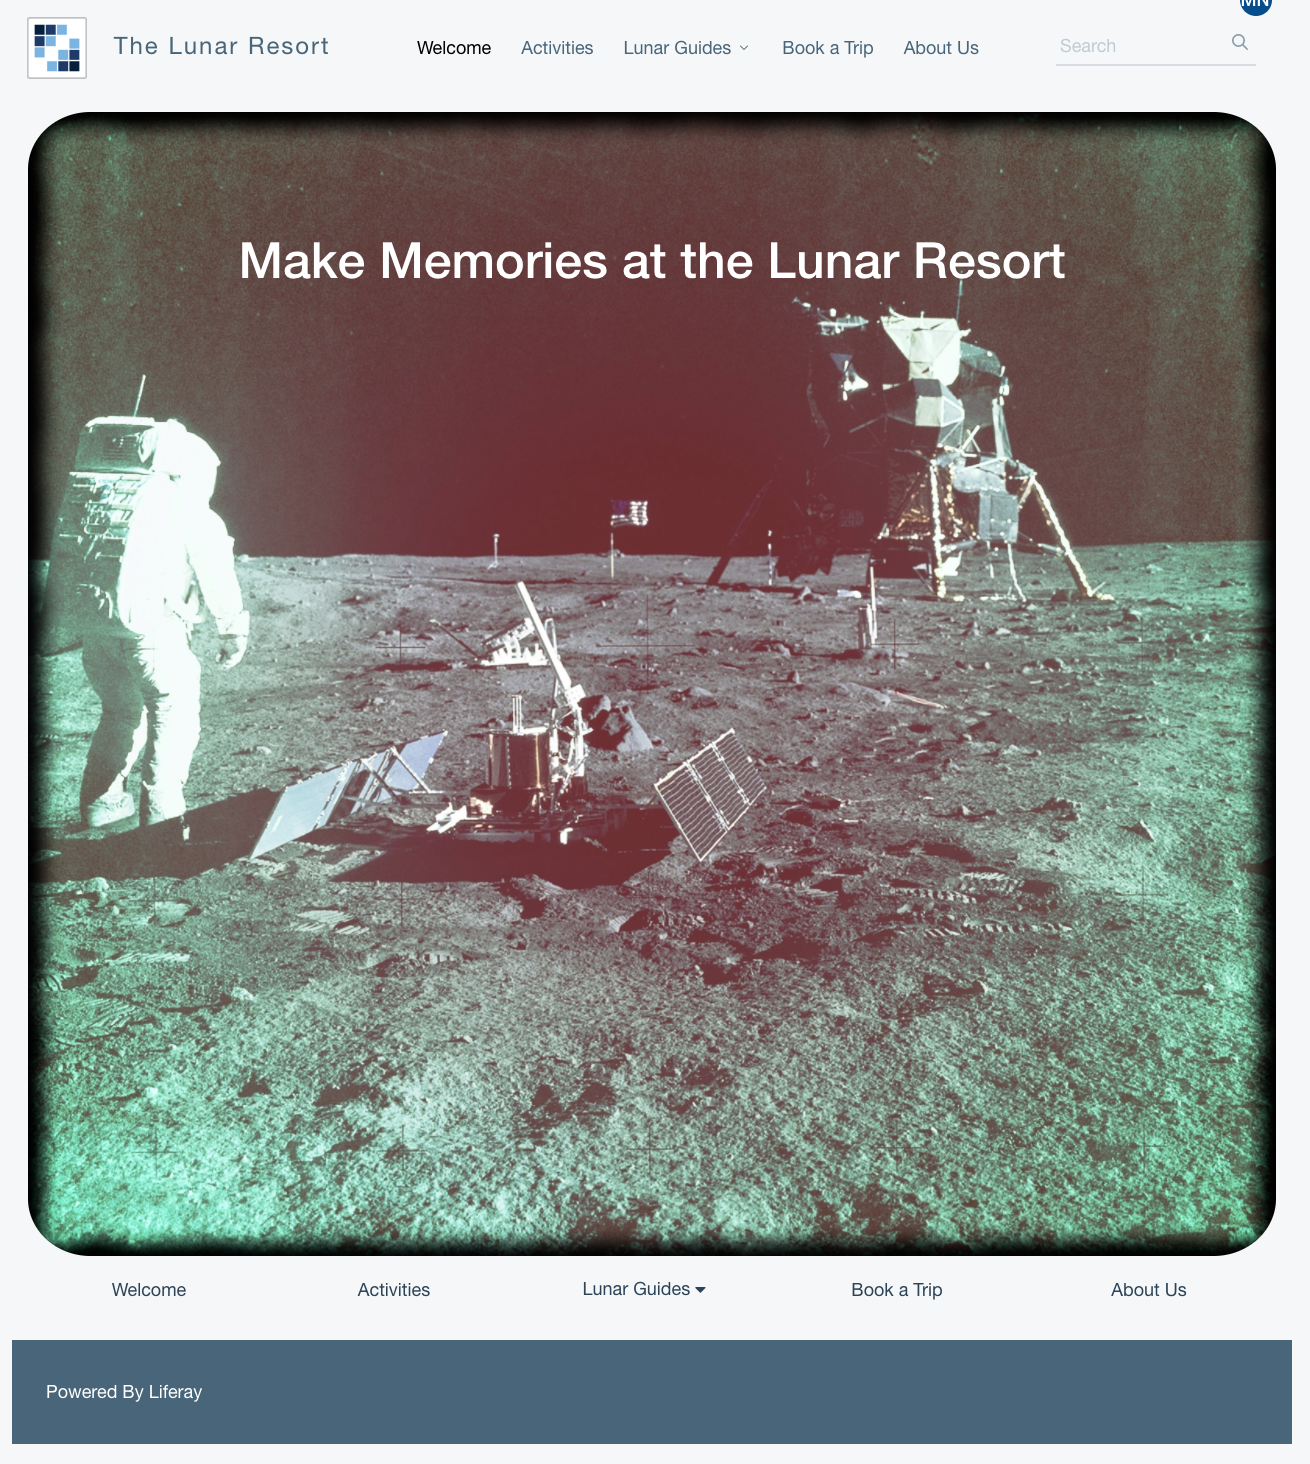 MN
The Lunar Resort
Welcome Activities Lunar Guides Book a Trip About Us Search
Make Memories at the Lunar Resort
Welcome Activities Lunar Guides Book a Trip About Us
Powered By Liferay